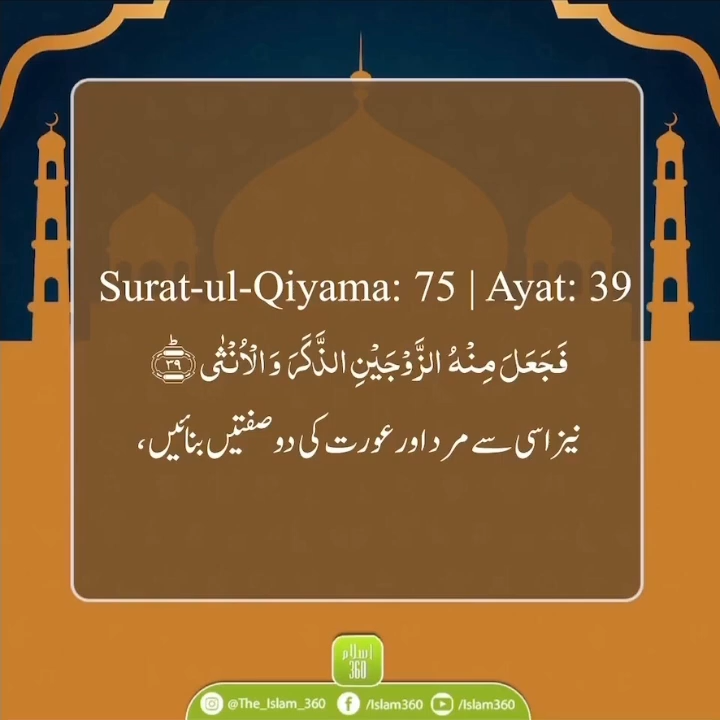 Surat-ul-Qiyama: 75 | Ayat: 39
فَجَعَلَ مِنْهُ الزَّوْجَيْنِ الذَّكَرَ وَ الْاُنْثٰى ﴿ؕ۳۹﴾
نیز اسی سے مرد اور عورت کی دو صفتیں بنائیں،
اسلام
360
@The_Islam_360 /Islam360 /Islam360